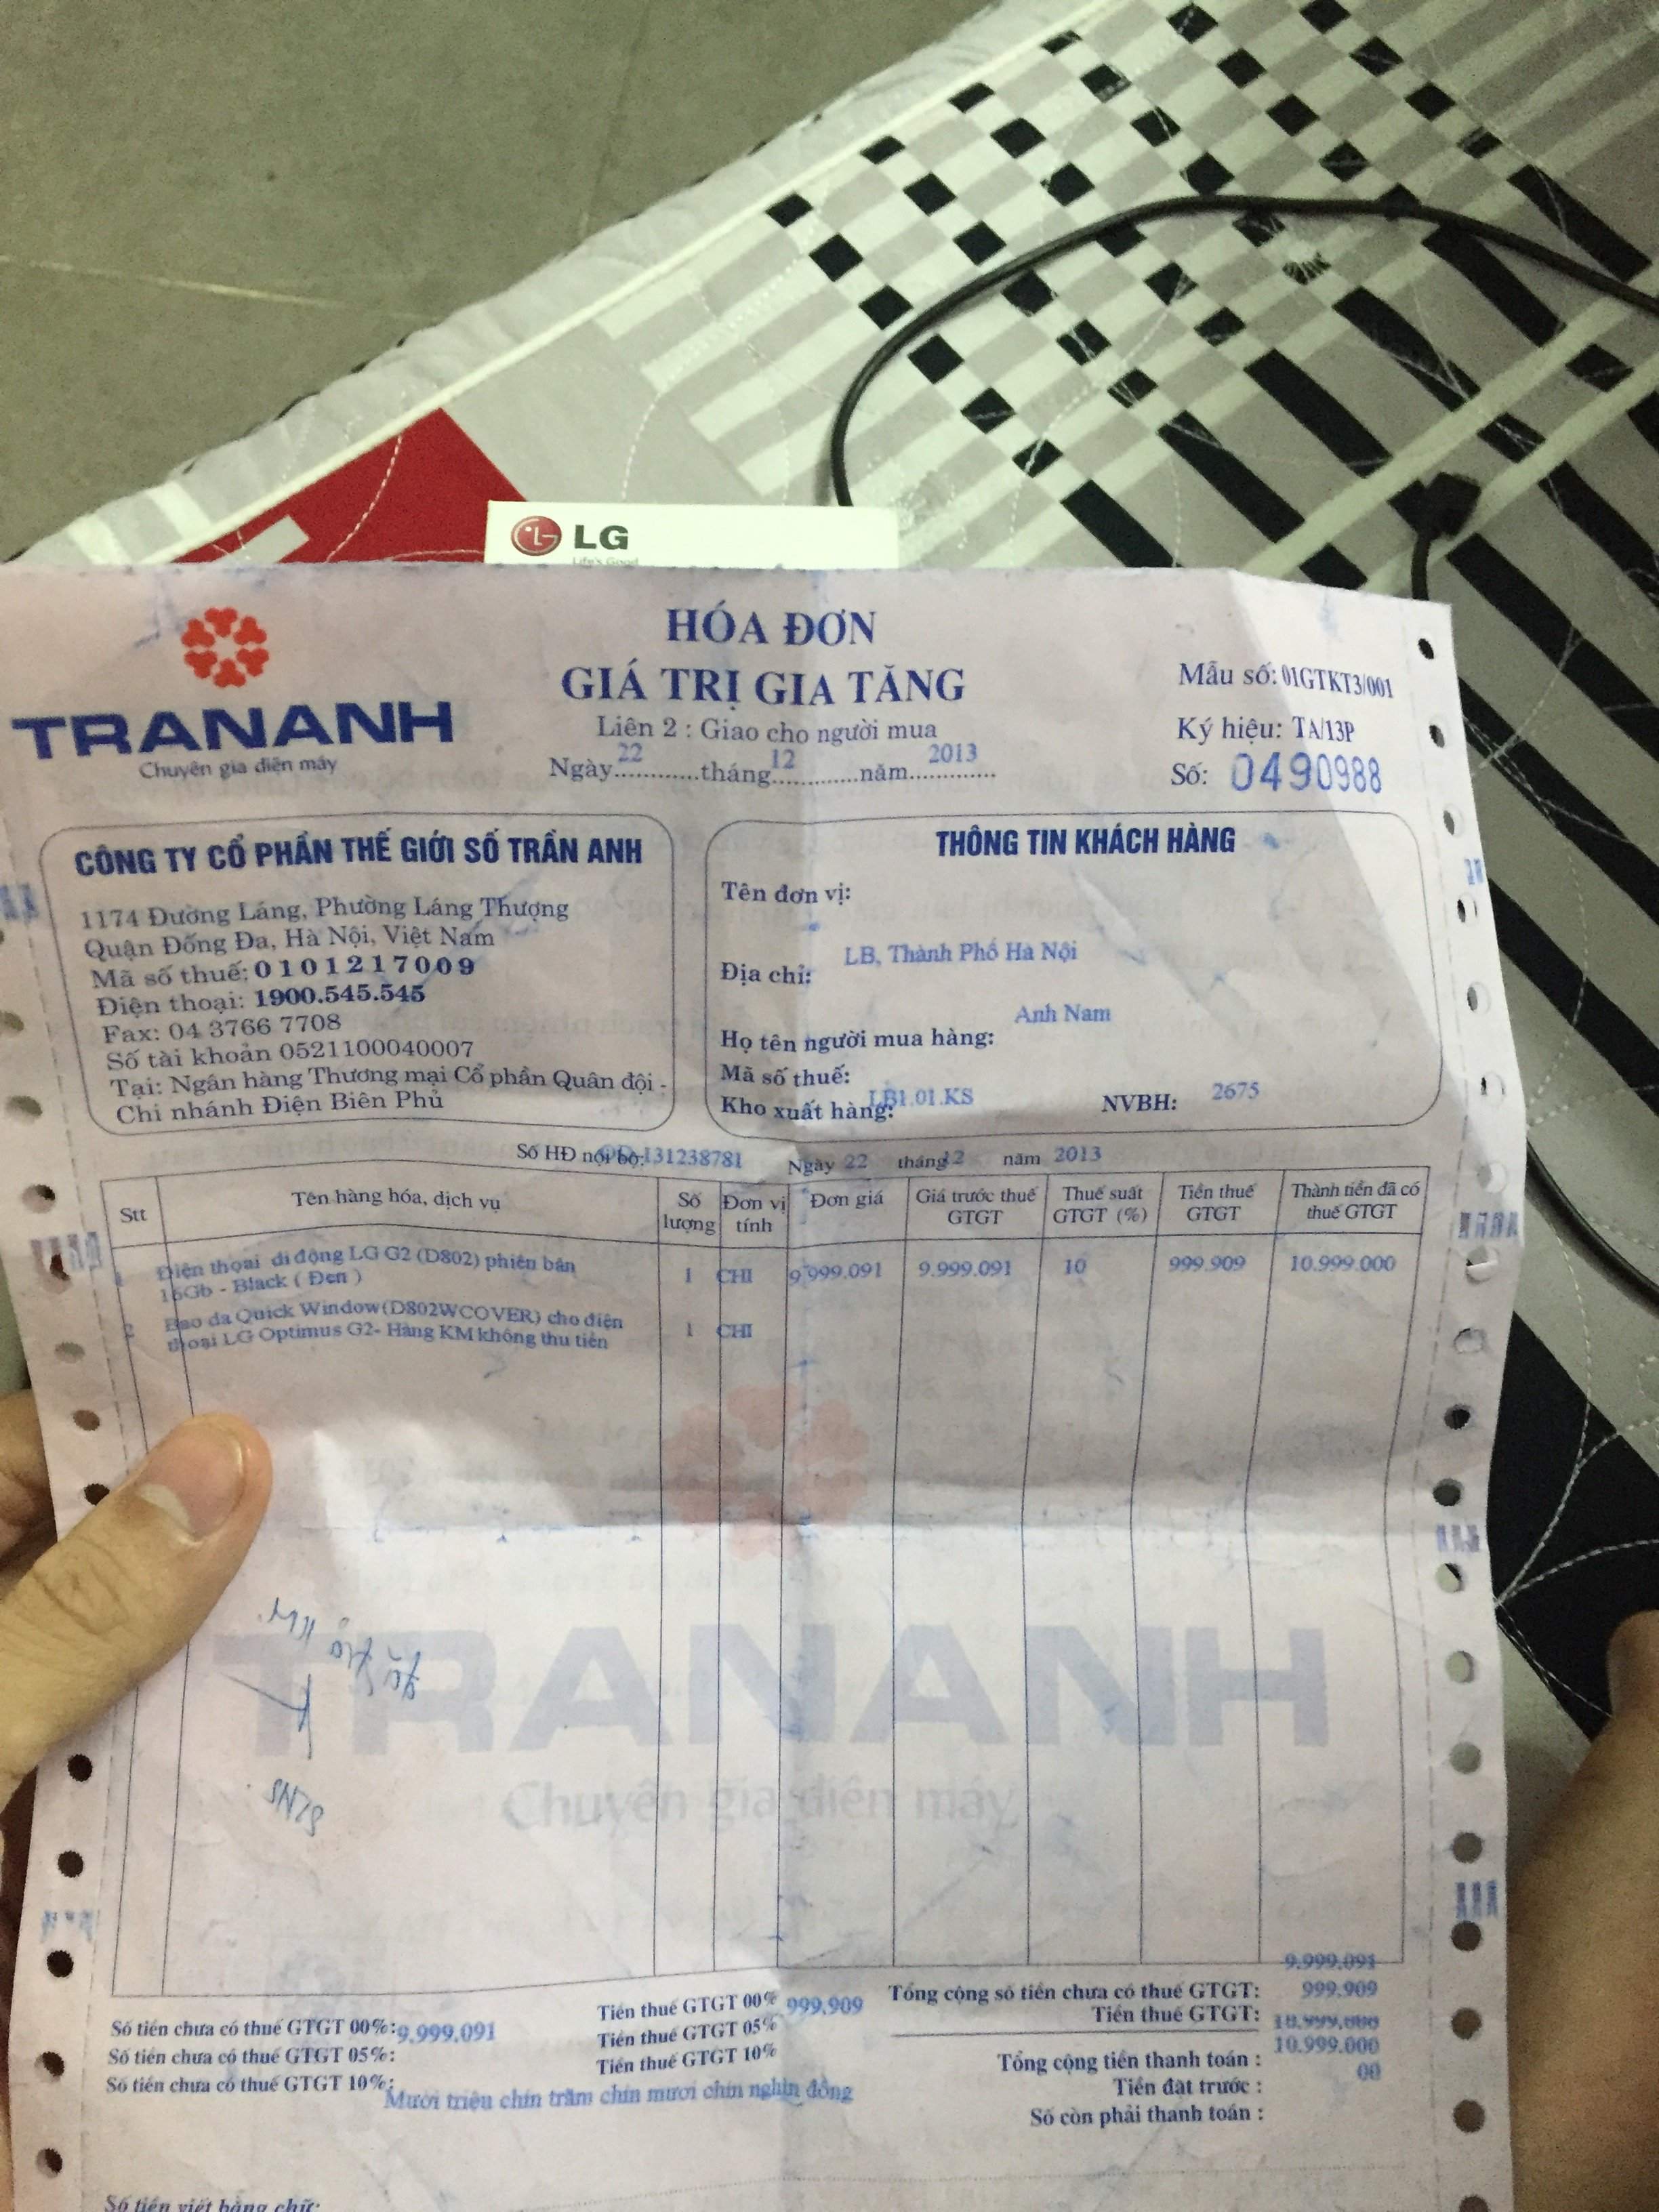 LG
Life's Good
TRANANH
Chuyên gia điện máy
HÓA ĐƠN
GIÁ TRỊ GIA TĂNG
Liên 2 : Giao cho người mua
Ngày 22 tháng 12 năm 2013
Mẫu số: 01GTKT3/001
Ký hiệu: TA/13P
Số: 0490988
CÔNG TY CỔ PHẦN THẾ GIỚI SỐ TRẦN ANH
1174 Đường Láng, Phường Láng Thượng
Quận Đống Đa, Hà Nội, Việt Nam
Mã số thuế: 0101217009
Điện thoại: 1900.545.545
Fax: 04 3766 7708
Số tài khoản 0521100040007
Tại: Ngân hàng Thương mại Cổ phần Quân đội -
Chi nhánh Điện Biên Phủ
THÔNG TIN KHÁCH HÀNG
Tên đơn vị:
LB, Thành Phố Hà Nội
Địa chỉ:
Anh Nam
Họ tên người mua hàng:
Mã số thuế:
Kho xuất hàng: LB1.01.KS NVBH: 2675
Số HĐ nội bộ: 131238781 Ngày 22 tháng 12 năm 2013
Stt Tên hàng hóa, dịch vụ Số lượng Đơn vị tính Đơn giá Giá trước thuế GTGT Thuế suất GTGT (%) Tiền thuế GTGT Thành tiền đã có thuế GTGT
1 Điện thoại di động LG G2 (D802) phiên bản 1 CHI 9.999.091 9.999.091 10 999.909 10.999.000
16Gb - Black ( Đen )
2 Bao da Quick Window(D802WCOVER) cho điện 1 CHI
thoại LG Optimus G2- Hàng KM không thu tiền
TRANANH
Chuyên gia điện máy
9.999.091
Số tiền chưa có thuế GTGT 00%: 9.999.091 Tiền thuế GTGT 00% 999.909 Tổng cộng số tiền chưa có thuế GTGT: 999.909
Số tiền chưa có thuế GTGT 05%: Tiền thuế GTGT 05% Tiền thuế GTGT: 10.999.000
Số tiền chưa có thuế GTGT 10%: Tiền thuế GTGT 10% Tổng cộng tiền thanh toán : 10.999.000
Mười triệu chín trăm chín mươi chín nghìn đồng Tiền đặt trước : 00
Số còn phải thanh toán :
Số tiền viết bằng chữ: